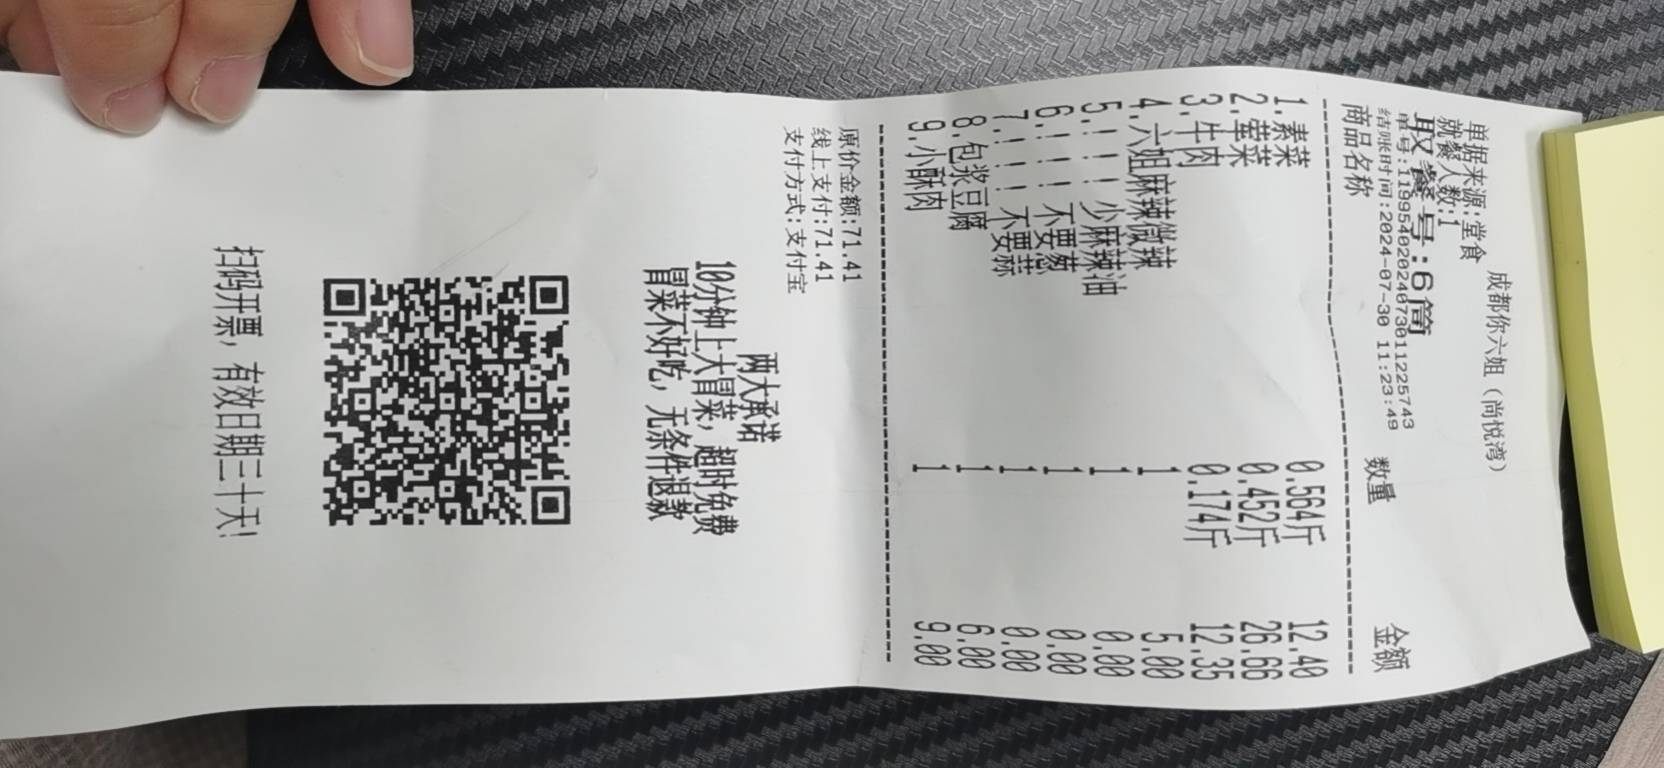 成都你六姐（尚悦湾）
单据来源:堂食
就餐人数:1
取餐号:6筒
单号:11995402024073011225743
结账时间:2024-07-30 11:23:49
商品名称 数量 金额
1.素菜 0.564斤 12.40
2.荤菜 0.452斤 26.66
3.牛肉 0.174斤 12.35
4.六姐麻辣微辣 1 5.00
5.！！！少麻辣油 1 0.00
6.！！！不要葱 1 0.00
7.！！！不要蒜 1 0.00
8.包浆豆腐 1 6.00
9.小酥肉 1 9.00
原价金额:71.41
线上支付:71.41
支付方式:支付宝
两大承诺
10分钟上大冒菜，超时免费
冒菜不好吃，无条件退款
扫码开票，有效日期三十天!